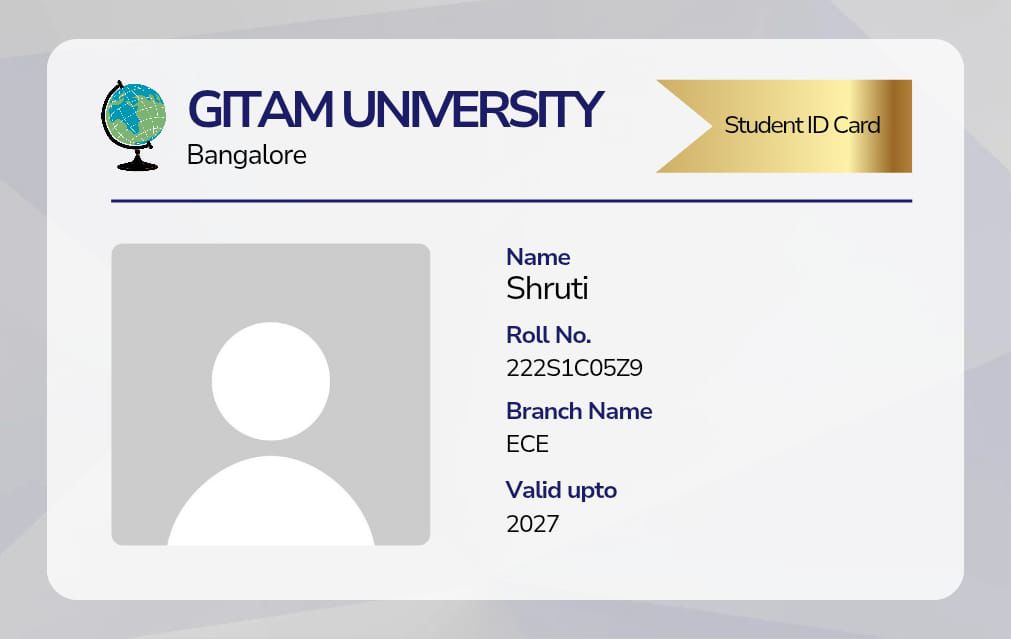 GITAM UNIVERSITY
Bangalore
Student ID Card
Name
Shruti
Roll No.
222S1C05Z9
Branch Name
ECE
Valid upto
2027